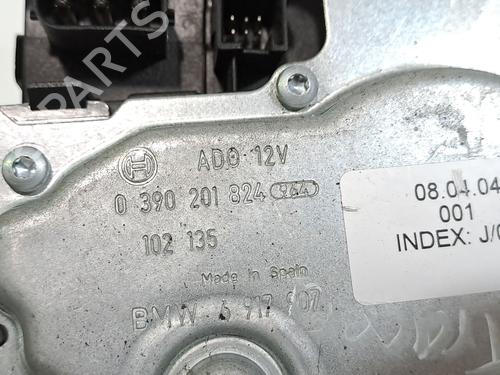 PARTS
ADO 12V
0 390 201 824 944
102 135
Made in Spain
BMW 6 917 907
08.04.04
001
INDEX: J/